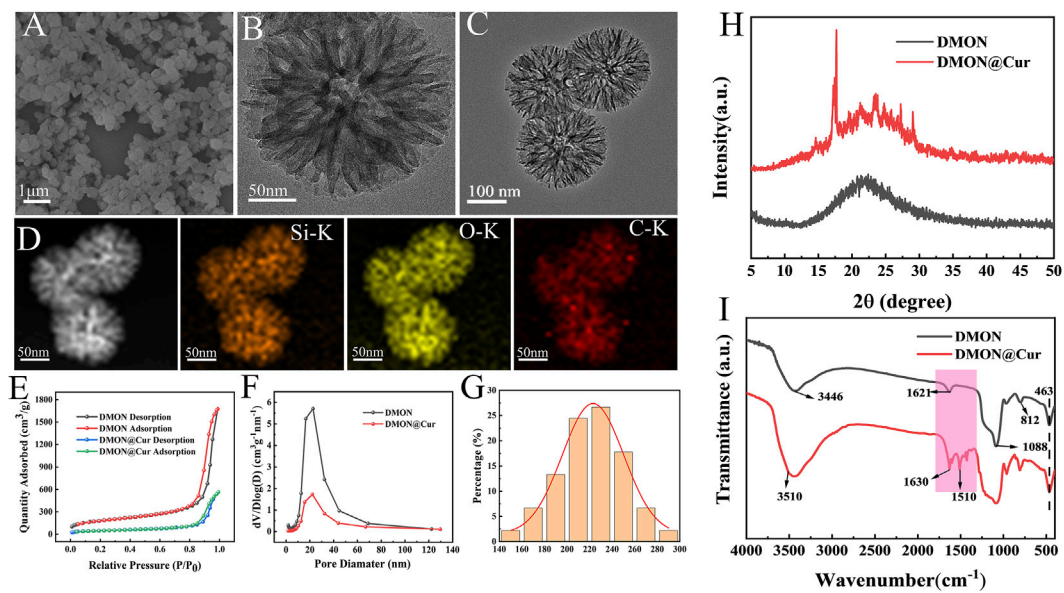 A
1μm
B
50nm
C
100 nm
D
50nm
Si-K
50nm
O-K
50nm
C-K
50nm
E
Quantity Adsorbed (cm³/g)
1800
1500
1200
900
600
300
0
DMON Desorption
DMON Adsorption
DMON@Cur Desorption
DMON@Cur Adsorption
0.0 0.2 0.4 0.6 0.8 1.0
Relative Pressure (P/P₀)
F
dV/Dlog(D) (cm³g⁻¹nm⁻¹)
6
5
4
3
2
1
0
DMON
DMON@Cur
0 20 40 60 80 100 120 140
Pore Diamater (nm)
G
Percentage (%)
30
25
20
15
10
5
0
140 160 180 200 220 240 260 280 300
H
Intensity(a.u.)
DMON
DMON@Cur
5 10 15 20 25 30 35 40 45 50
2θ (degree)
I
Transmittance (a.u.)
DMON
DMON@Cur
3446
1621
463
812
1088
3510
1630
1510
4000 3500 3000 2500 2000 1500 1000 500
Wavenumber(cm⁻¹)